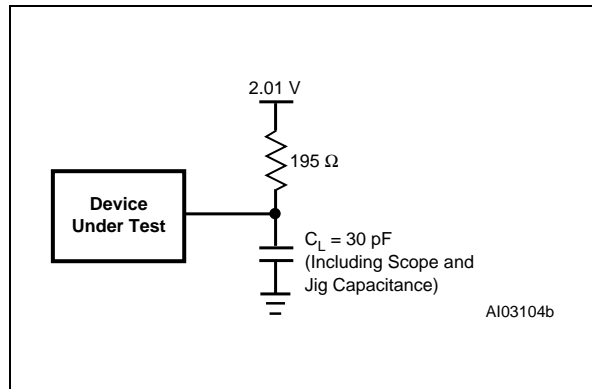 2.01 V
195 Ω
Device
Under Test
C_L = 30 pF
(Including Scope and
Jig Capacitance)
AI03104b